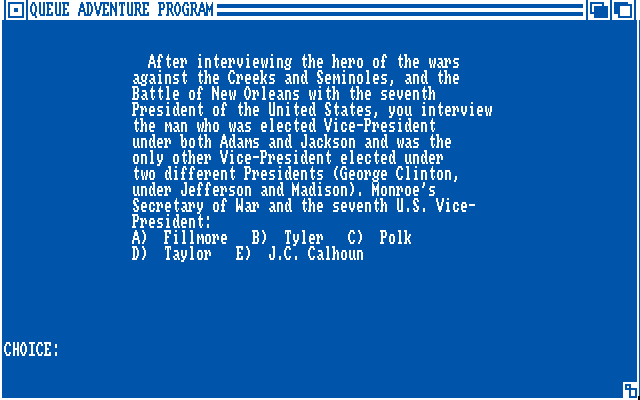 QUEUE ADVENTURE PROGRAM
After interviewing the hero of the wars
against the Creeks and Seminoles, and the
Battle of New Orleans with the seventh
President of the United States, you interview
the man who was elected Vice-President
under both Adams and Jackson and was the
only other Vice-President elected under
two different Presidents (George Clinton,
under Jefferson and Madison). Monroe's
Secretary of War and the seventh U.S. Vice-
President:
A) Fillmore B) Tyler C) Polk
D) Taylor E) J.C. Calhoun
CHOICE: